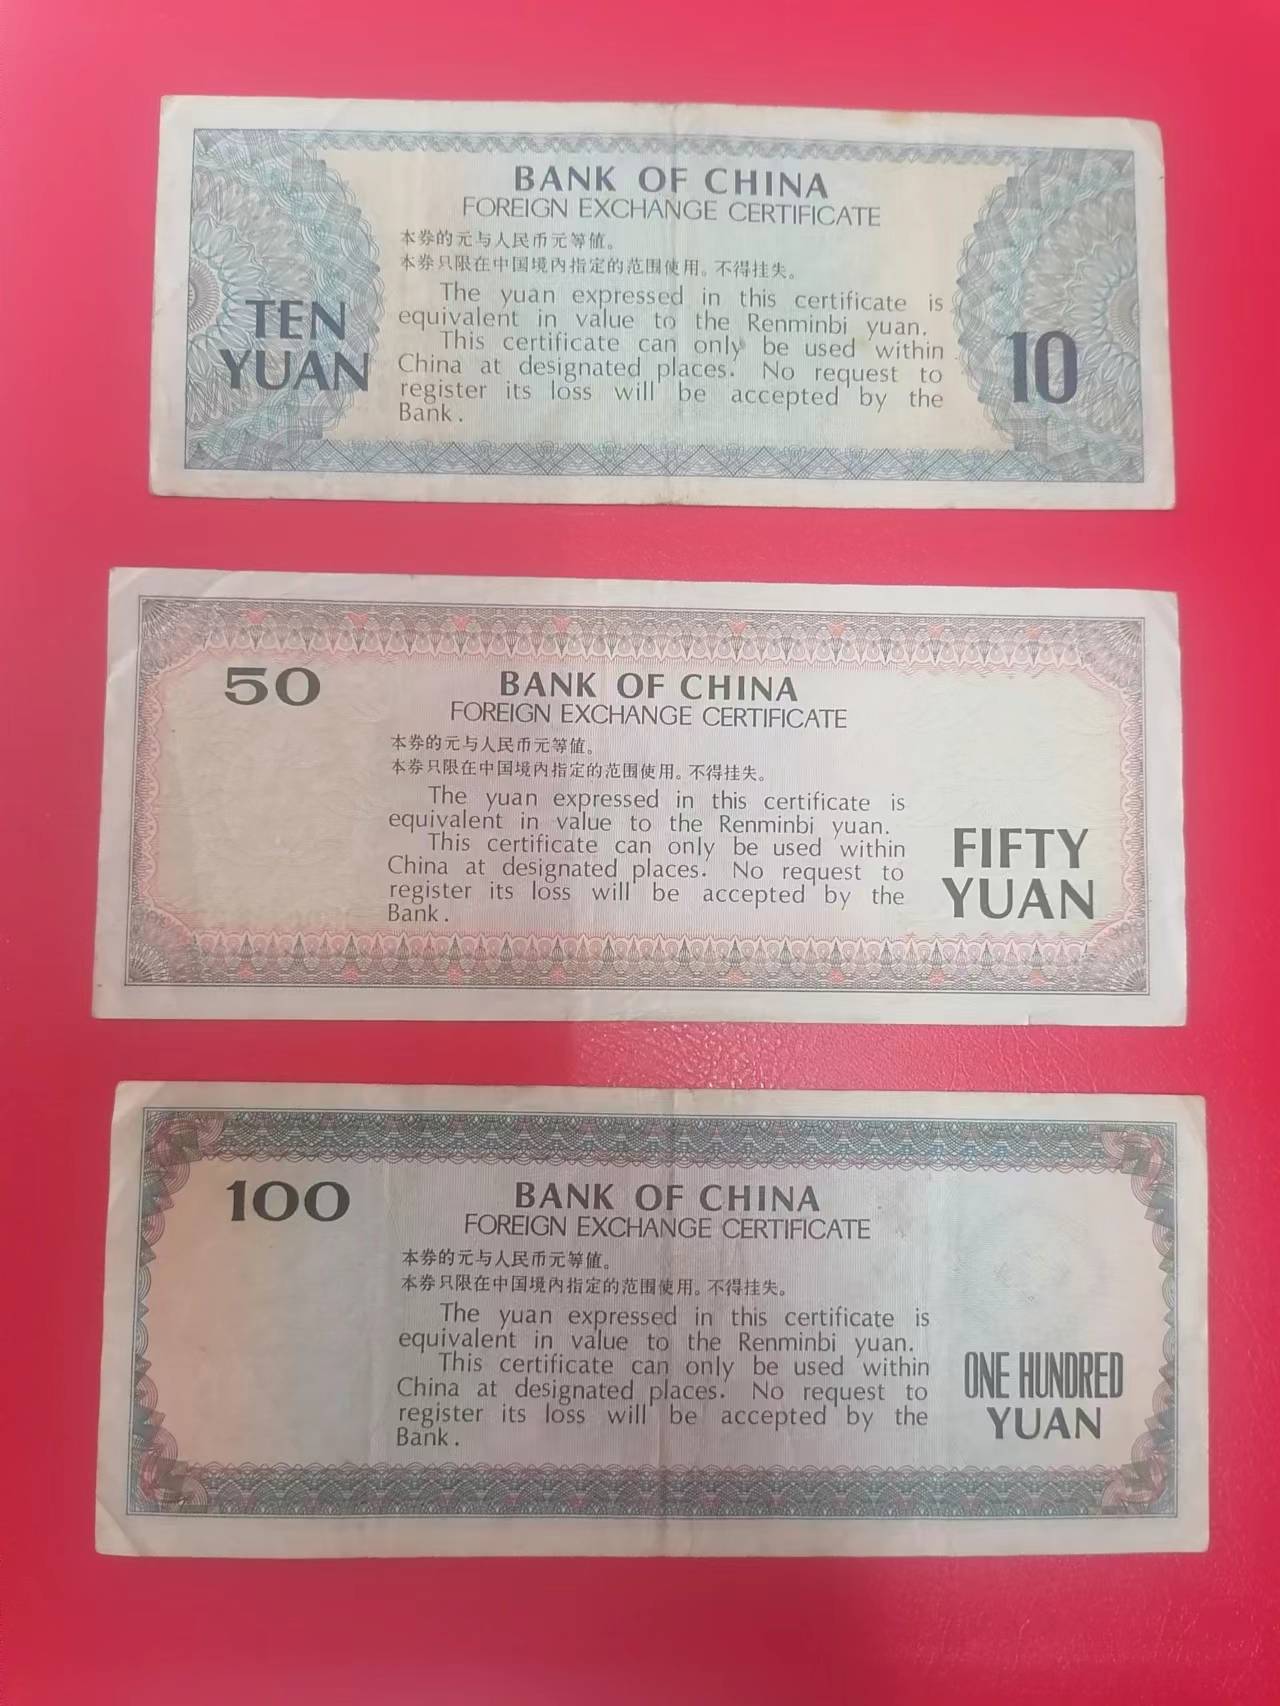 BANK OF CHINA
FOREIGN EXCHANGE CERTIFICATE
本券的元与人民币元等值。
本券只限在中国境内指定的范围使用。不得挂失。
The yuan expressed in this certificate is
equivalent in value to the Renminbi yuan.
This certificate can only be used within
China at designated places. No request to
register its loss will be accepted by the
Bank.
TEN
YUAN
10
50
BANK OF CHINA
FOREIGN EXCHANGE CERTIFICATE
本券的元与人民币元等值。
本券只限在中国境内指定的范围使用。不得挂失。
The yuan expressed in this certificate is
equivalent in value to the Renminbi yuan.
This certificate can only be used within
China at designated places. No request to
register its loss will be accepted by the
Bank.
FIFTY
YUAN
100
BANK OF CHINA
FOREIGN EXCHANGE CERTIFICATE
本券的元与人民币元等值。
本券只限在中国境内指定的范围使用。不得挂失。
The yuan expressed in this certificate is
equivalent in value to the Renminbi yuan.
This certificate can only be used within
China at designated places. No request to
register its loss will be accepted by the
Bank.
ONE HUNDRED
YUAN